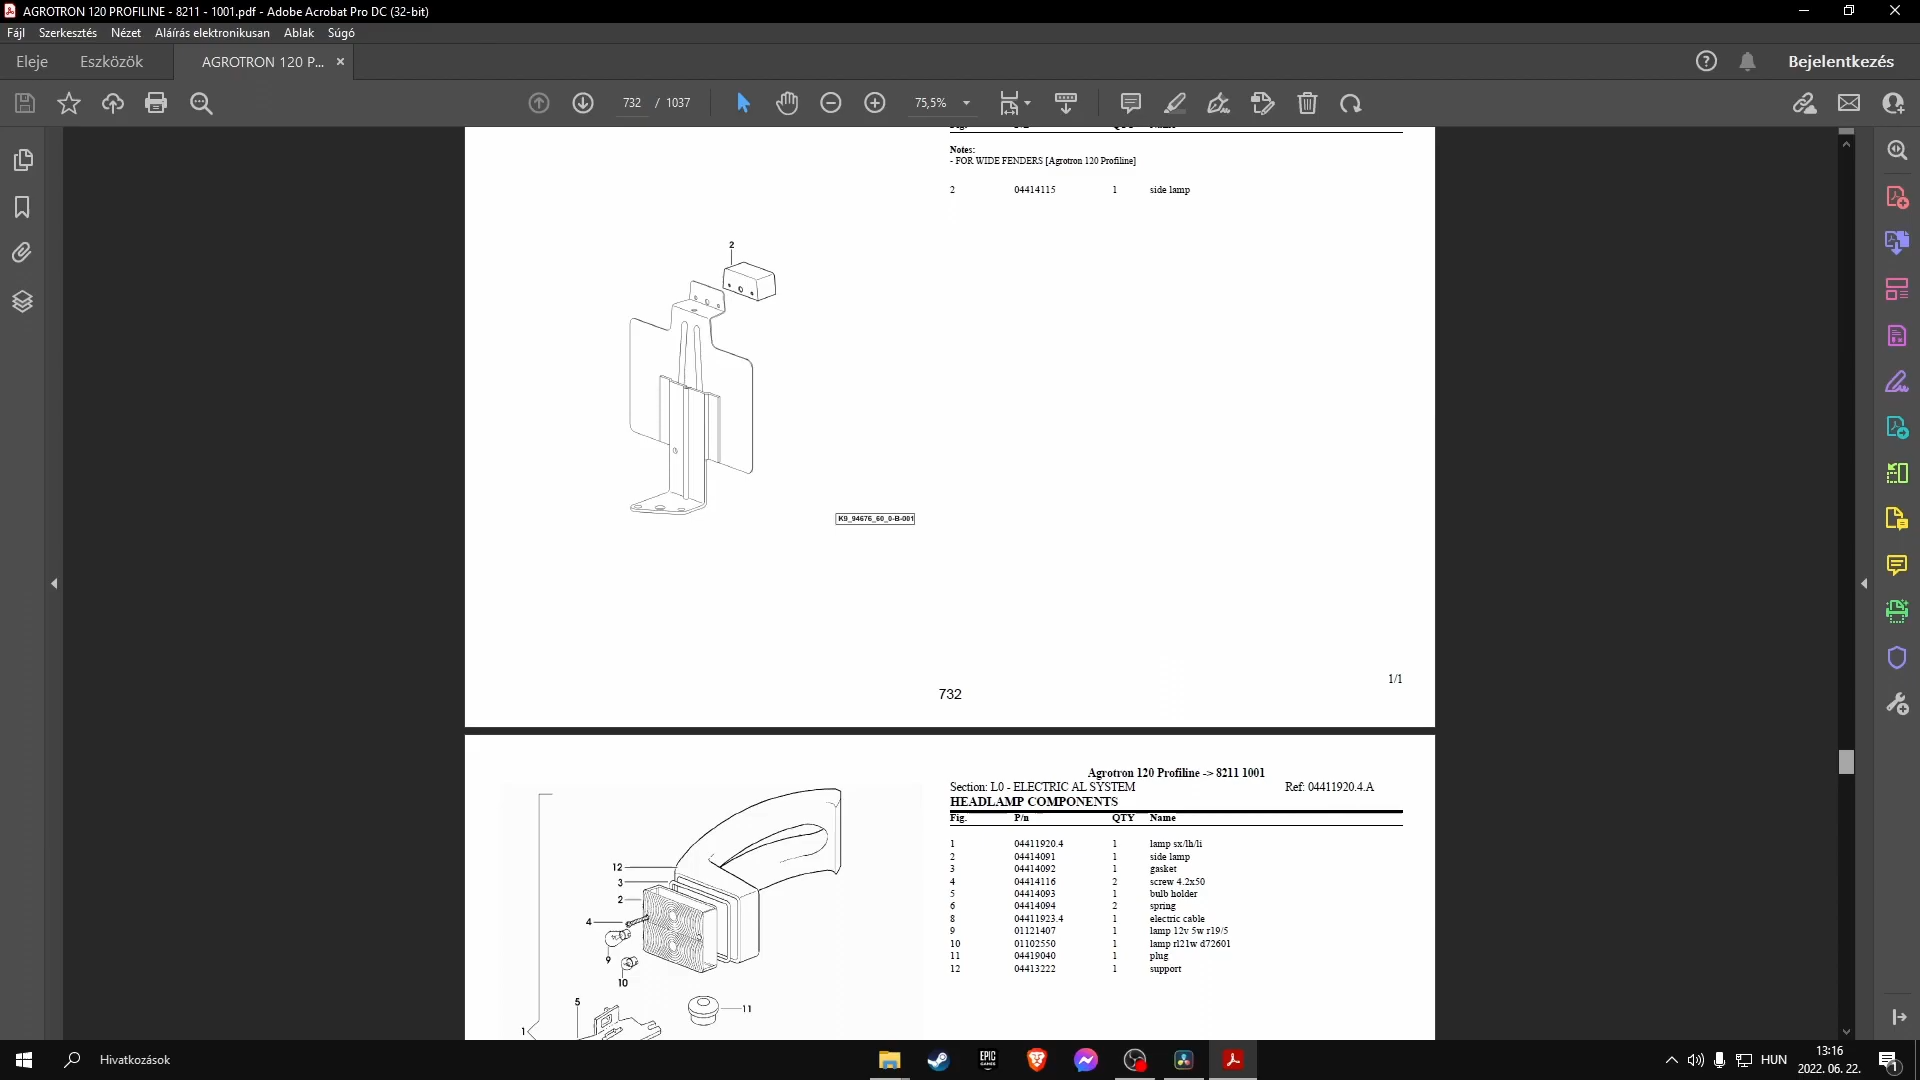 AGROTRON 120 PROFILINE - 8211 - 1001.pdf - Adobe Acrobat Pro DC (32-bit)
Fájl Szerkesztés Nézet Aláírás elektronikusan Ablak Súgó
Eleje Eszközök AGROTRON 120 P... × Bejelentkezés
732 / 1037 75,5%
Notes:
- FOR WIDE FENDERS [Agrotron 120 Profiline]
2 04414115 1 side lamp
2
K9_94676_60_0-B-001
1/1
732
Agrotron 120 Profiline -> 8211 1001
Section: L0 - ELECTRIC AL SYSTEM Ref: 04411920.4.A
HEADLAMP COMPONENTS
Fig. P/n QTY Name
1 04411920.4 1 lamp sx/lh/li
2 04414091 1 side lamp
3 04414092 1 gasket
4 04414116 2 screw 4.2x50
5 04414093 1 bulb holder
6 04414094 2 spring
8 04411923.4 1 electric cable
9 01121407 1 lamp 12v 5w r19/5
10 01102550 1 lamp rl21w d72601
11 04419040 1 plug
12 04413222 1 support
12
3
2
4
9
10
5
11
1
Hivatkozások
EPIC GAMES
HUN
13:16
2022. 06. 22.
1